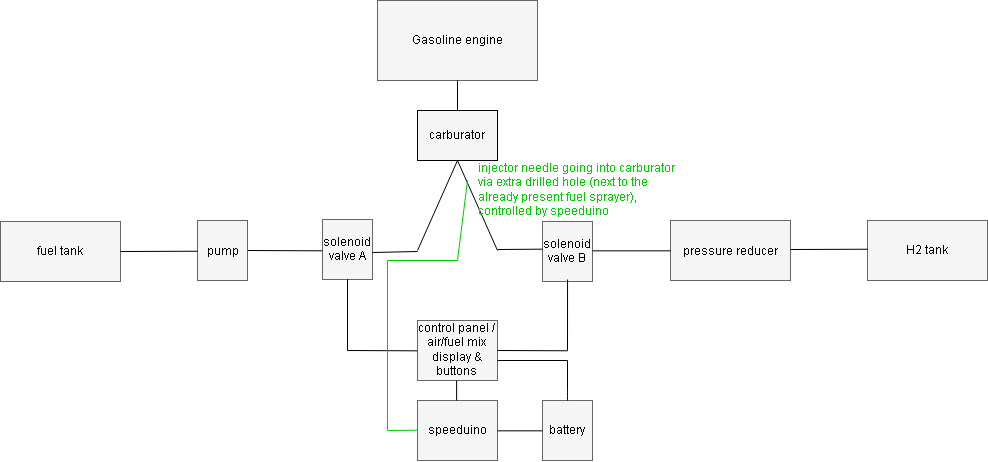 Gasoline engine
carburator
injector needle going into carburator
via extra drilled hole (next to the
already present fuel sprayer),
controlled by speeduino
fuel tank
pump
solenoid
valve A
solenoid
valve B
pressure reducer
H2 tank
control panel /
air/fuel mix
display &
buttons
speeduino
battery